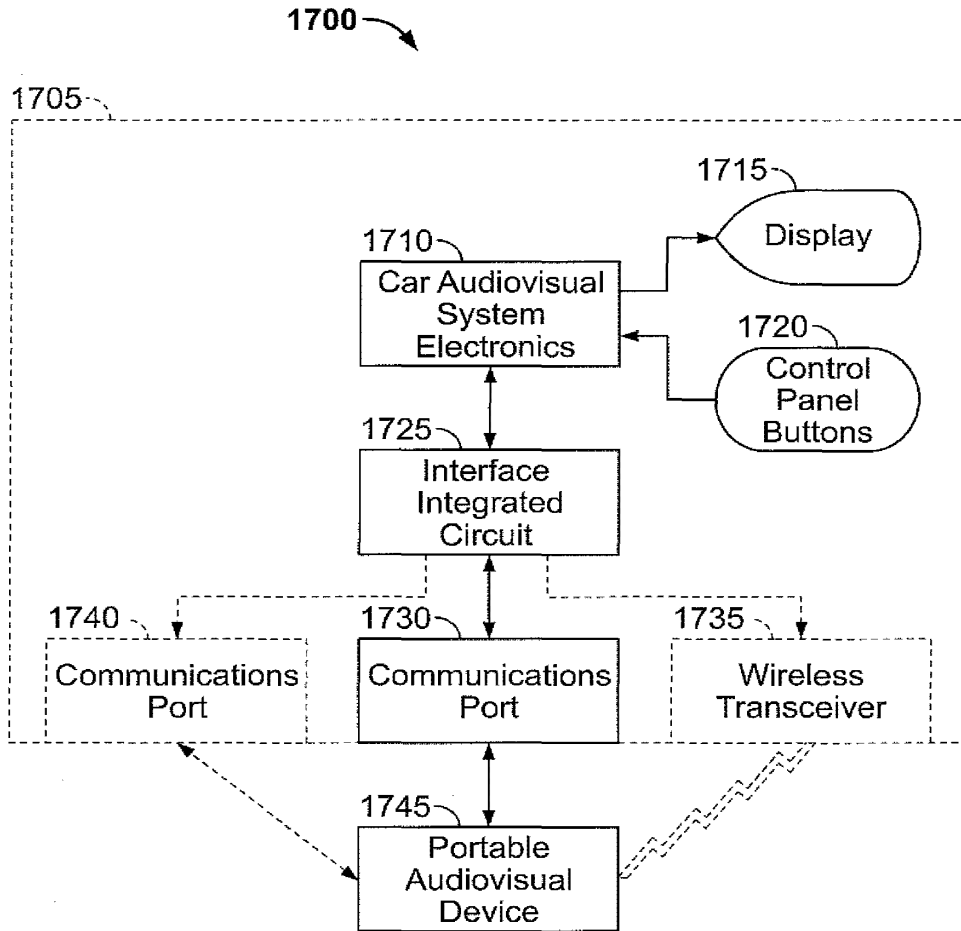 1700
1705
1715
Display
1710
Car Audiovisual
System
Electronics
1720
Control
Panel
Buttons
1725
Interface
Integrated
Circuit
1740
Communications
Port
1730
Communications
Port
1735
Wireless
Transceiver
1745
Portable
Audiovisual
Device